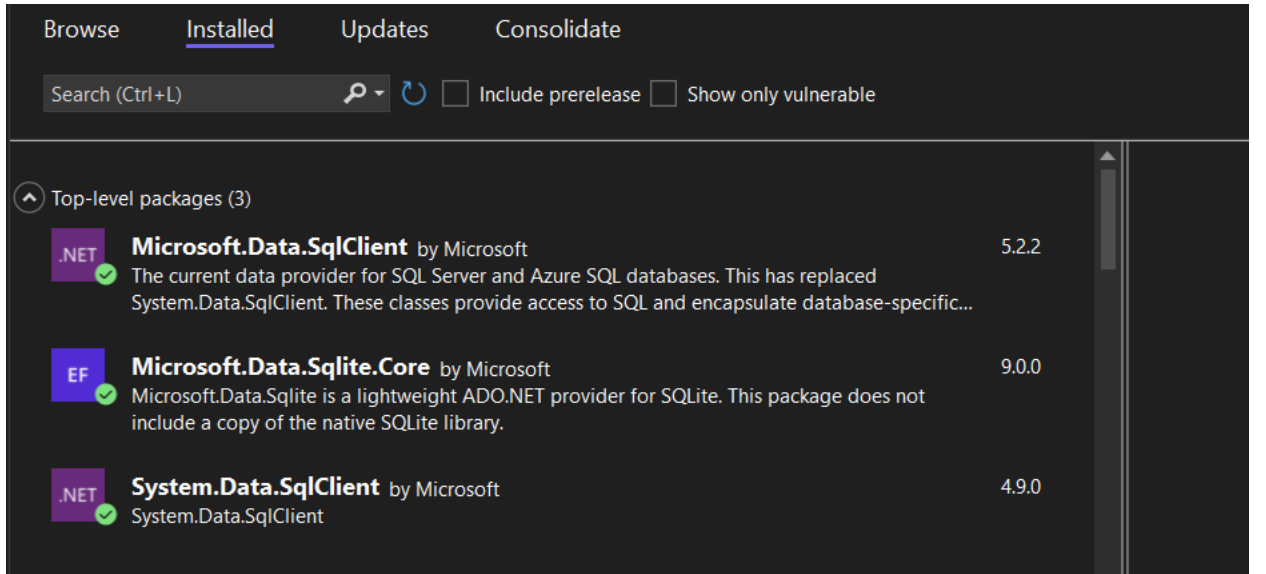 Browse Installed Updates Consolidate
Search (Ctrl+L) Include prerelease Show only vulnerable
Top-level packages (3)
.NET Microsoft.Data.SqlClient by Microsoft 5.2.2
The current data provider for SQL Server and Azure SQL databases. This has replaced
System.Data.SqlClient. These classes provide access to SQL and encapsulate database-specific...
EF Microsoft.Data.Sqlite.Core by Microsoft 9.0.0
Microsoft.Data.Sqlite is a lightweight ADO.NET provider for SQLite. This package does not
include a copy of the native SQLite library.
.NET System.Data.SqlClient by Microsoft 4.9.0
System.Data.SqlClient